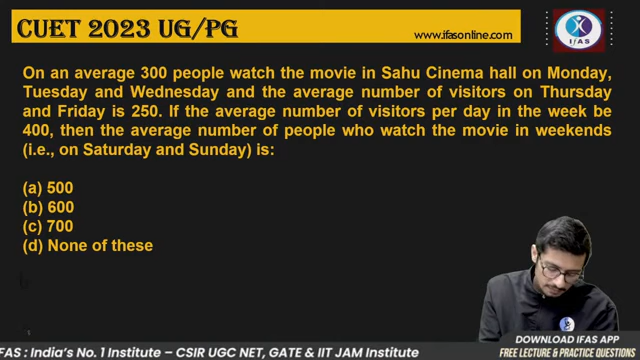 CUET 2023 UG/PG
www.ifasonline.com
iFAS
On an average 300 people watch the movie in Sahu Cinema hall on Monday,
Tuesday and Wednesday and the average number of visitors on Thursday
and Friday is 250. If the average number of visitors per day in the week be
400, then the average number of people who watch the movie in weekends
(i.e., on Saturday and Sunday) is:
(a) 500
(b) 600
(c) 700
(d) None of these
DOWNLOAD IFAS APP
FAS : India's No. 1 Institute – CSIR UGC NET, GATE & IIT JAM Institute
FREE LECTURE & PRACTICE QUESTIONS